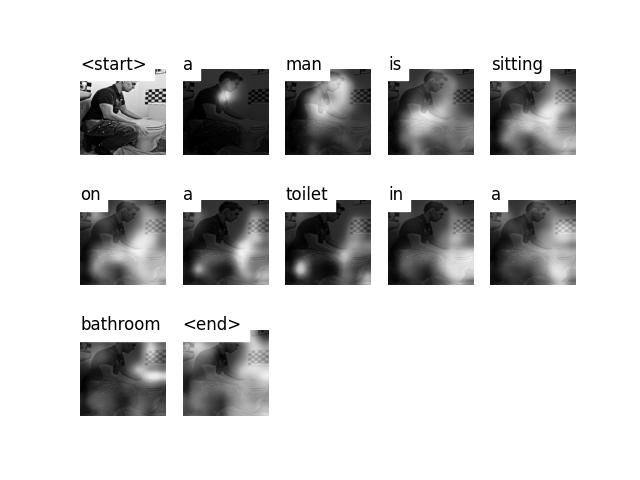 <start> a man is sitting
on a toilet in a
bathroom <end>